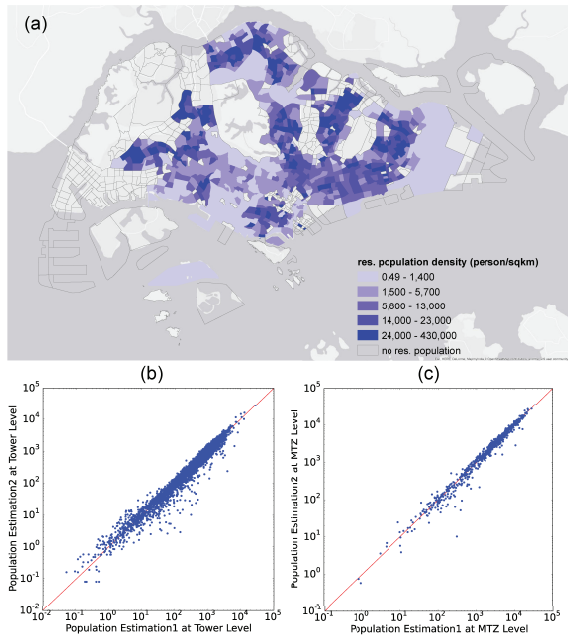 (a)
res. population density (person/sqkm)
0.49 - 1,400
1,500 - 5,700
5,800 - 13,000
14,000 - 23,000
24,000 - 430,000
no res. population
(b)
(c)
Population Estimation2 at Tower Level
10^5
10^4
10^3
10^2
10^1
10^0
10^-1
10^-2
10^-2 10^-1 10^0 10^1 10^2 10^3 10^4 10^5
Population Estimation1 at Tower Level
Population Estimation2 at MTZ Level
10^5
10^4
10^3
10^2
10^1
10^0
10^-1
10^-1 10^0 10^1 10^2 10^3 10^4 10^5
Population Estimation1 at MTZ Level